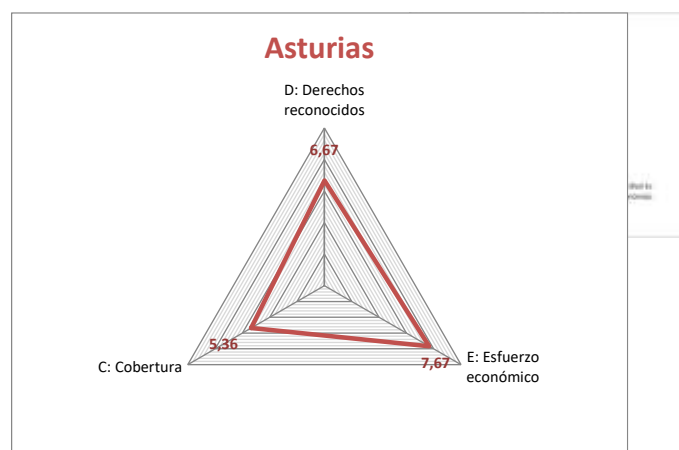 Asturias
D: Derechos
reconocidos
6,67
5,36
7,67
C: Cobertura
E: Esfuerzo
económico